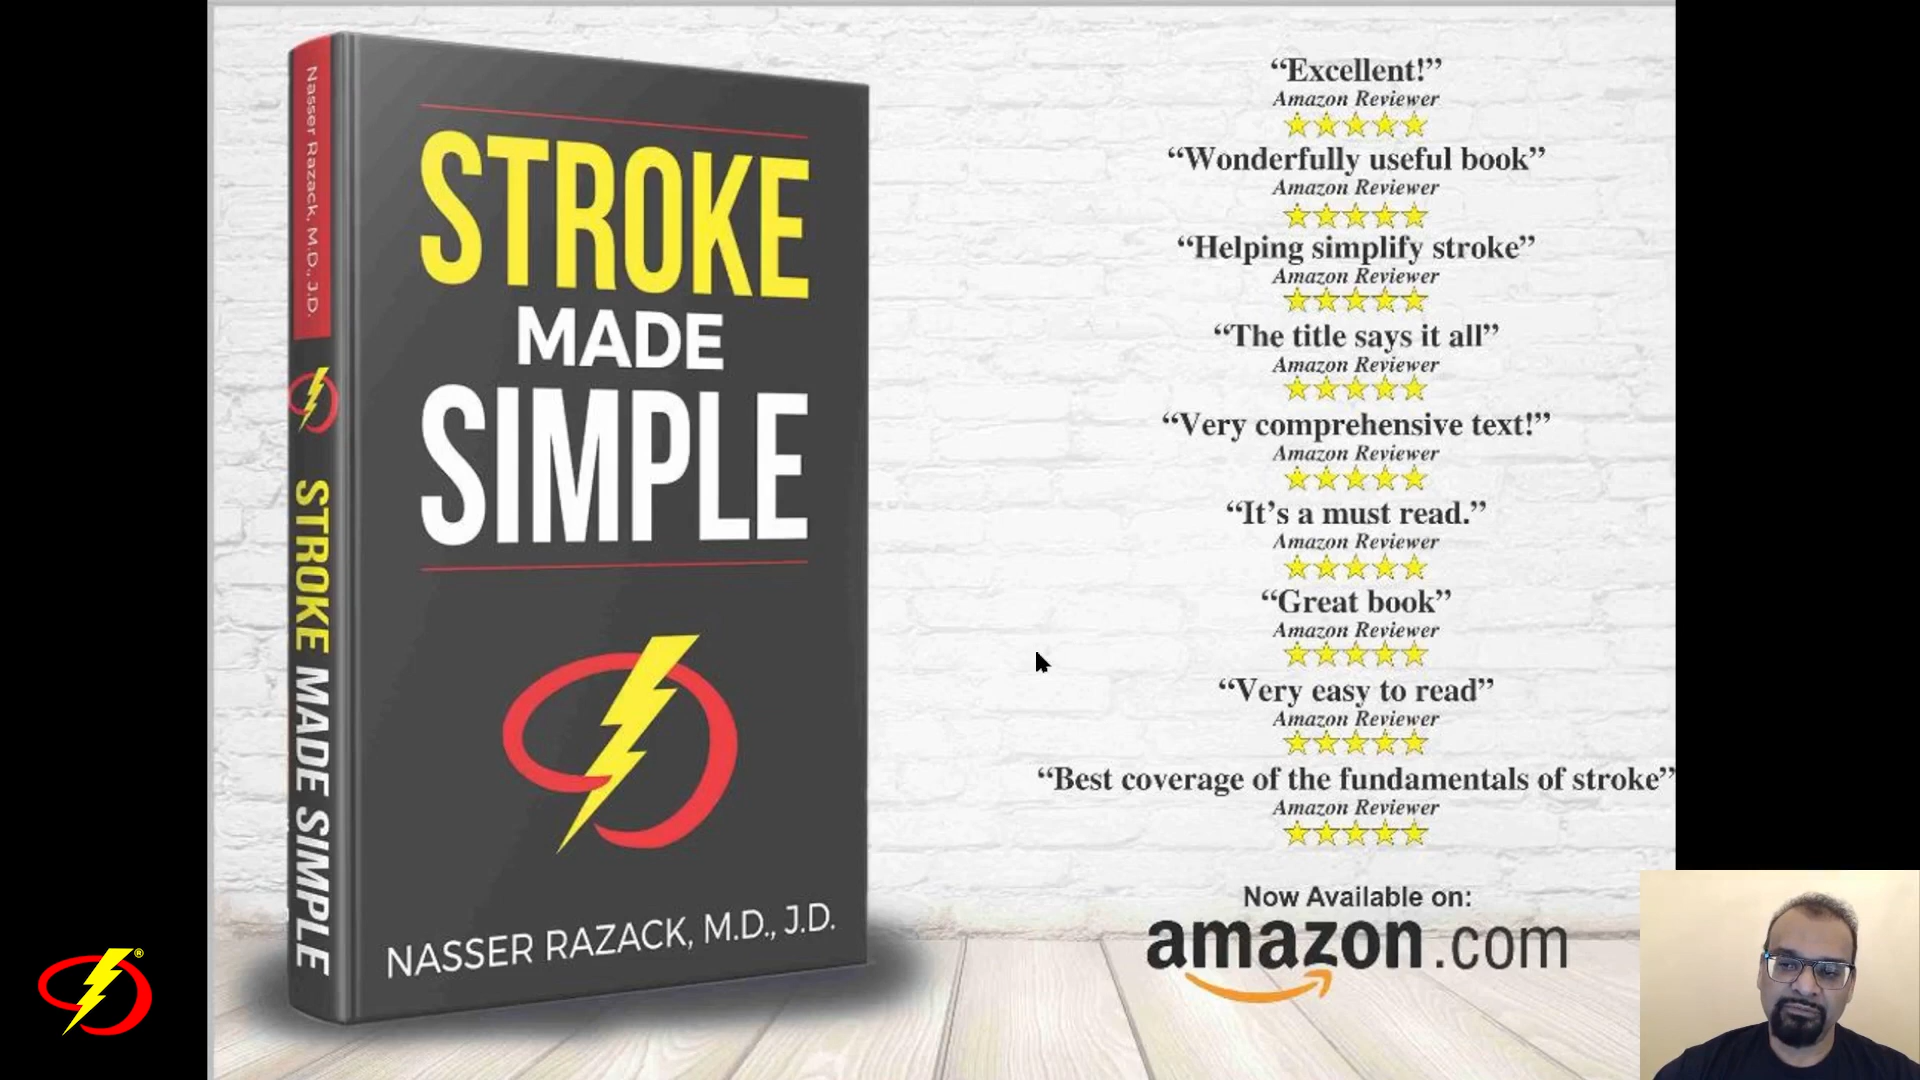 Nasser Razack, M.D., J.D.
STROKE MADE SIMPLE
STROKE
MADE
SIMPLE
NASSER RAZACK, M.D., J.D.
“Excellent!”
Amazon Reviewer
“Wonderfully useful book”
Amazon Reviewer
“Helping simplify stroke”
Amazon Reviewer
“The title says it all”
Amazon Reviewer
“Very comprehensive text!”
Amazon Reviewer
“It’s a must read.”
Amazon Reviewer
“Great book”
Amazon Reviewer
“Very easy to read”
Amazon Reviewer
“Best coverage of the fundamentals of stroke”
Amazon Reviewer
Now Available on:
amazon.com
®